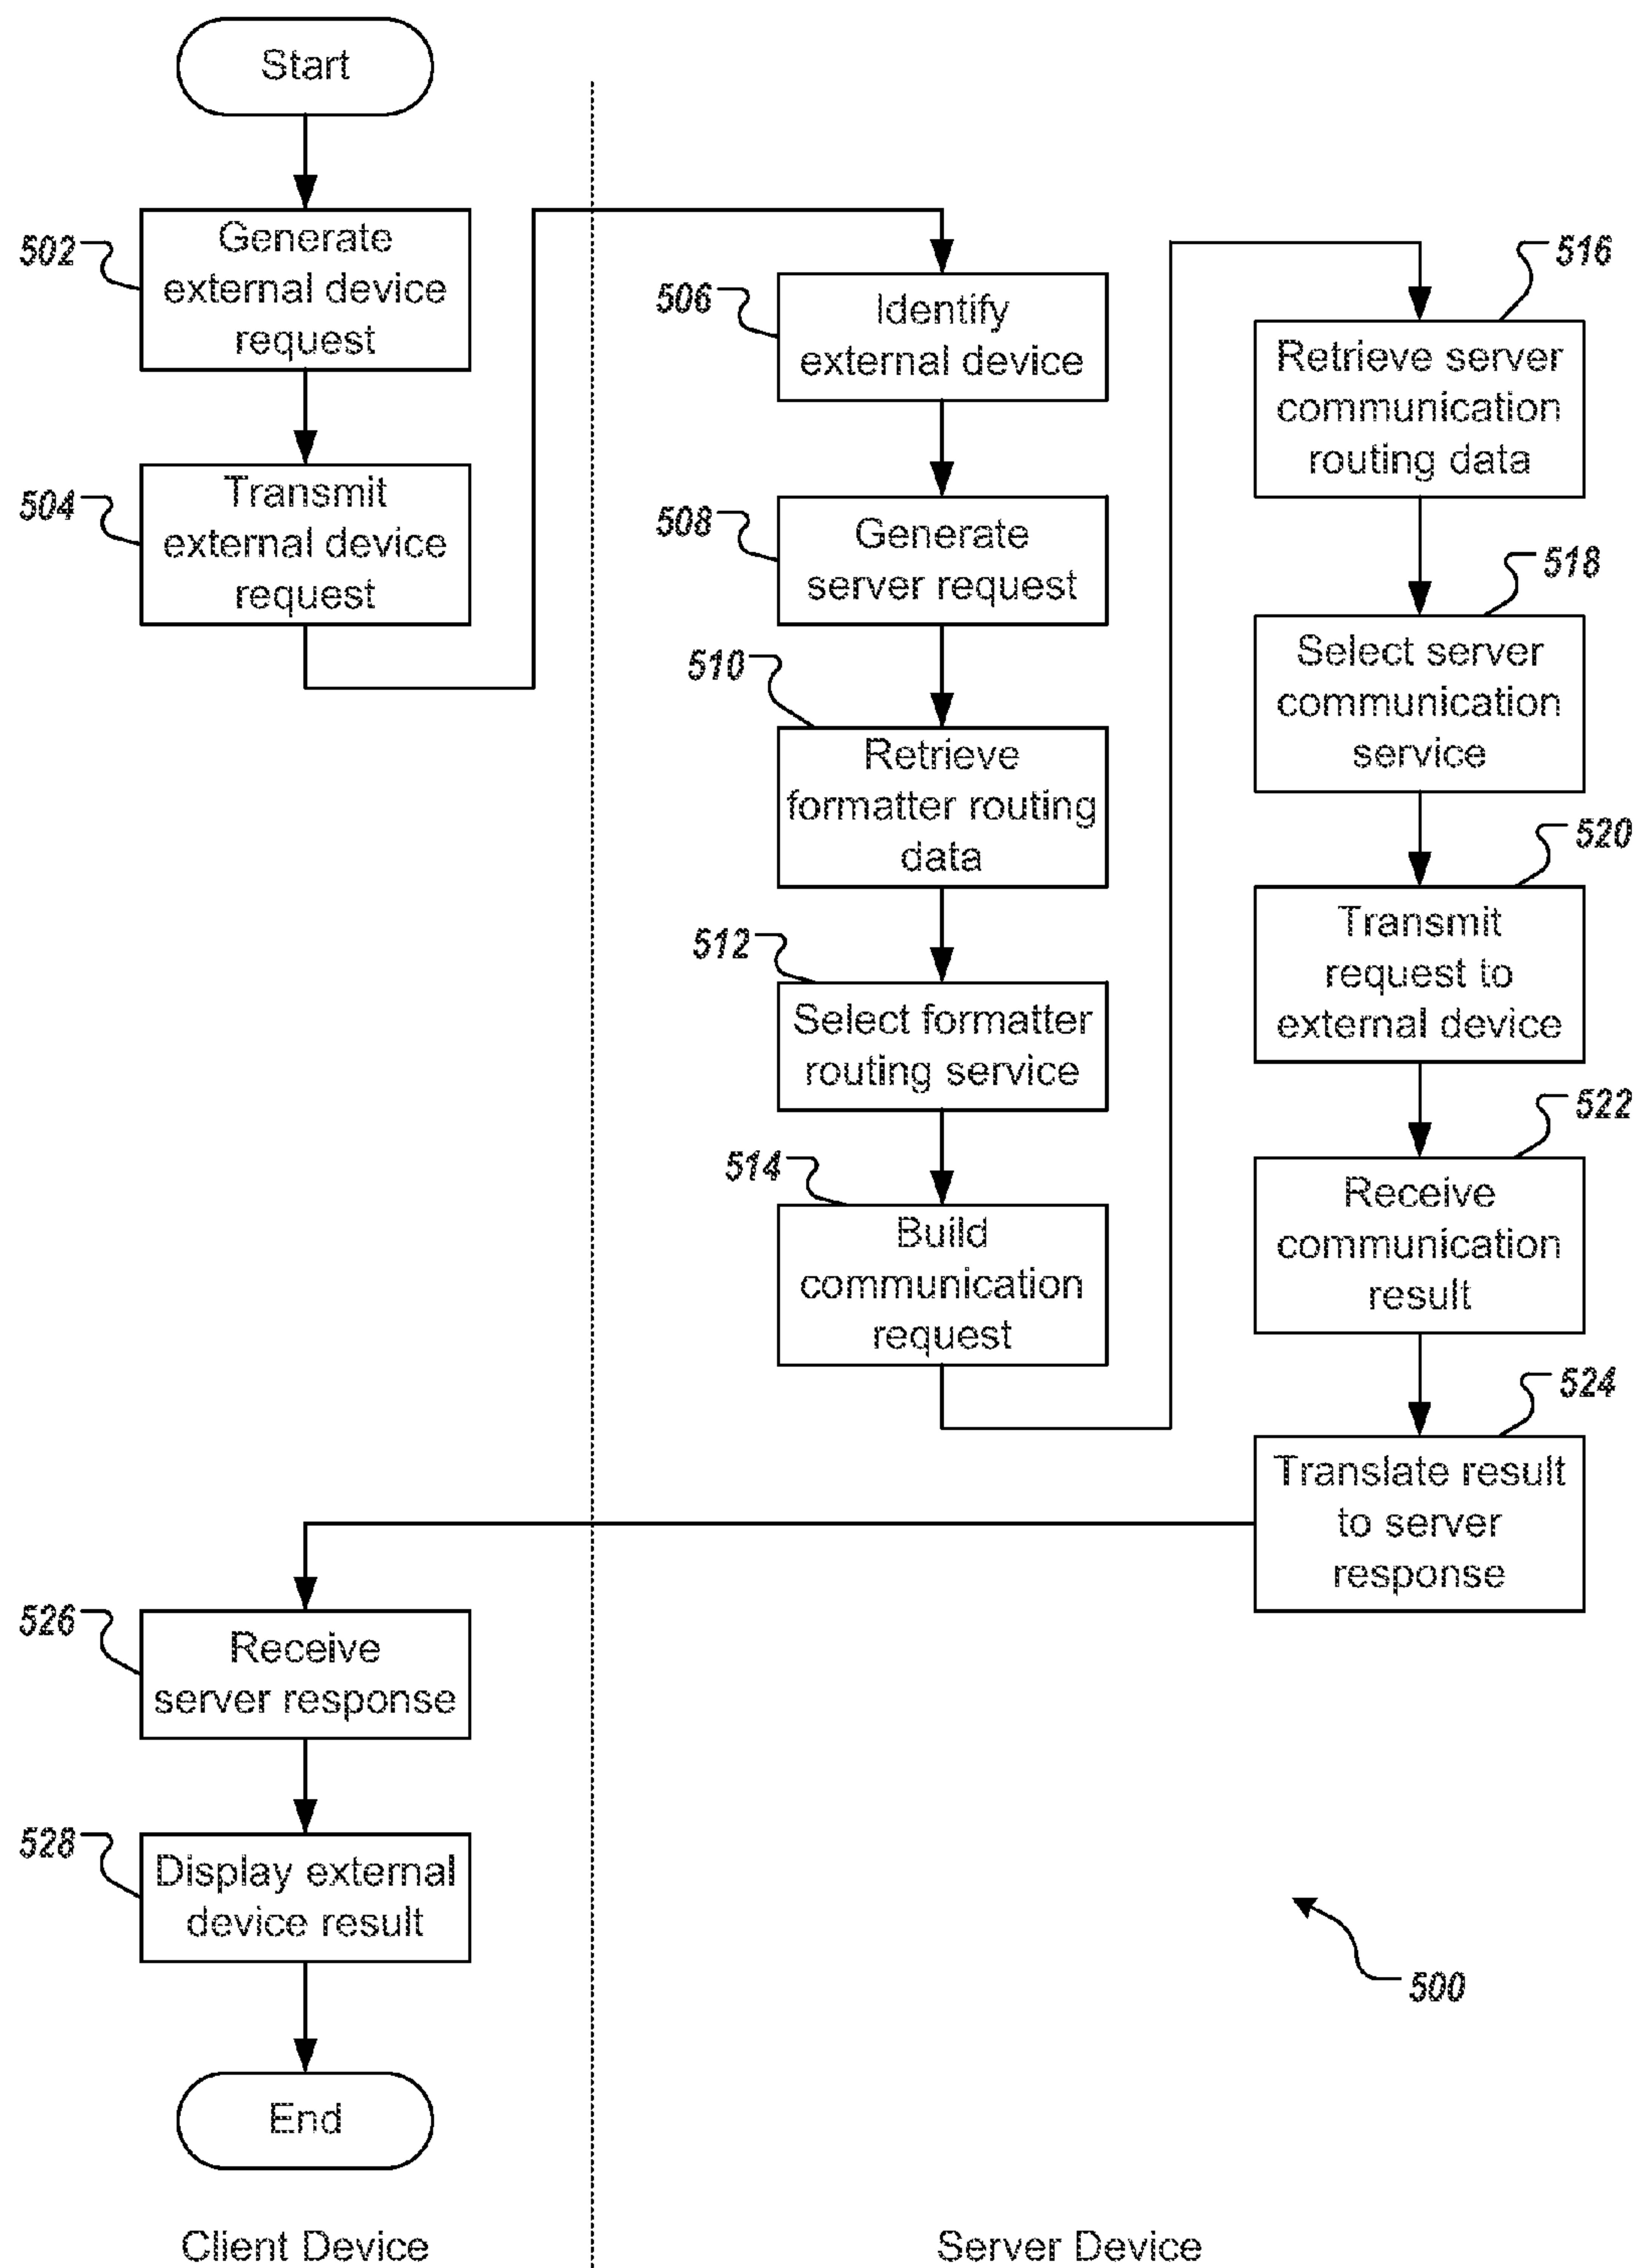 Start
502
Generate
external device
request
504
Transmit
external device
request
506
Identify
external device
508
Generate
server request
510
Retrieve
formatter routing
data
512
Select formatter
routing service
514
Build
communication
request
516
Retrieve server
communication
routing data
518
Select server
communication
service
520
Transmit
request to
external device
522
Receive
communication
result
524
Translate result
to server
response
526
Receive
server response
528
Display external
device result
End
500
Client Device
Server Device